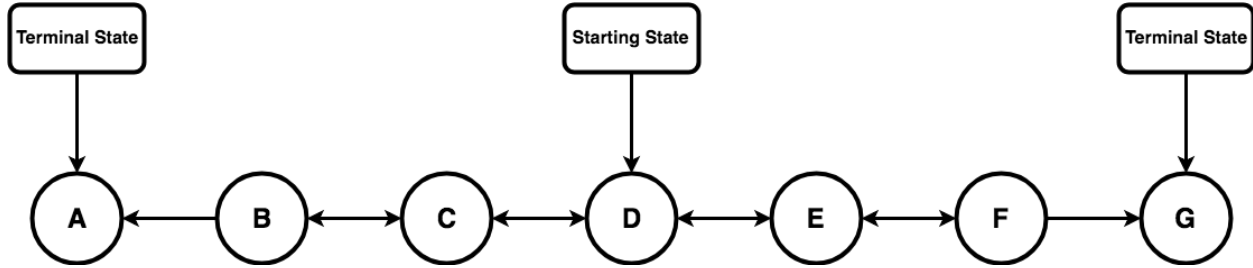 Terminal State
Starting State
Terminal State
A
B
C
D
E
F
G